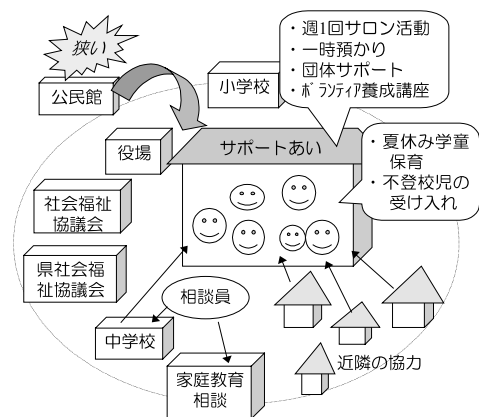 狭い
公民館
小学校
・週1回サロン活動
・一時預かり
・団体サポート
・ボランティア養成講座
役場
サポートあい
・夏休み学童
保育
・不登校児の
受け入れ
社会福祉
協議会
県社会福
祉協議会
相談員
中学校
近隣の協力
家庭教育
相談